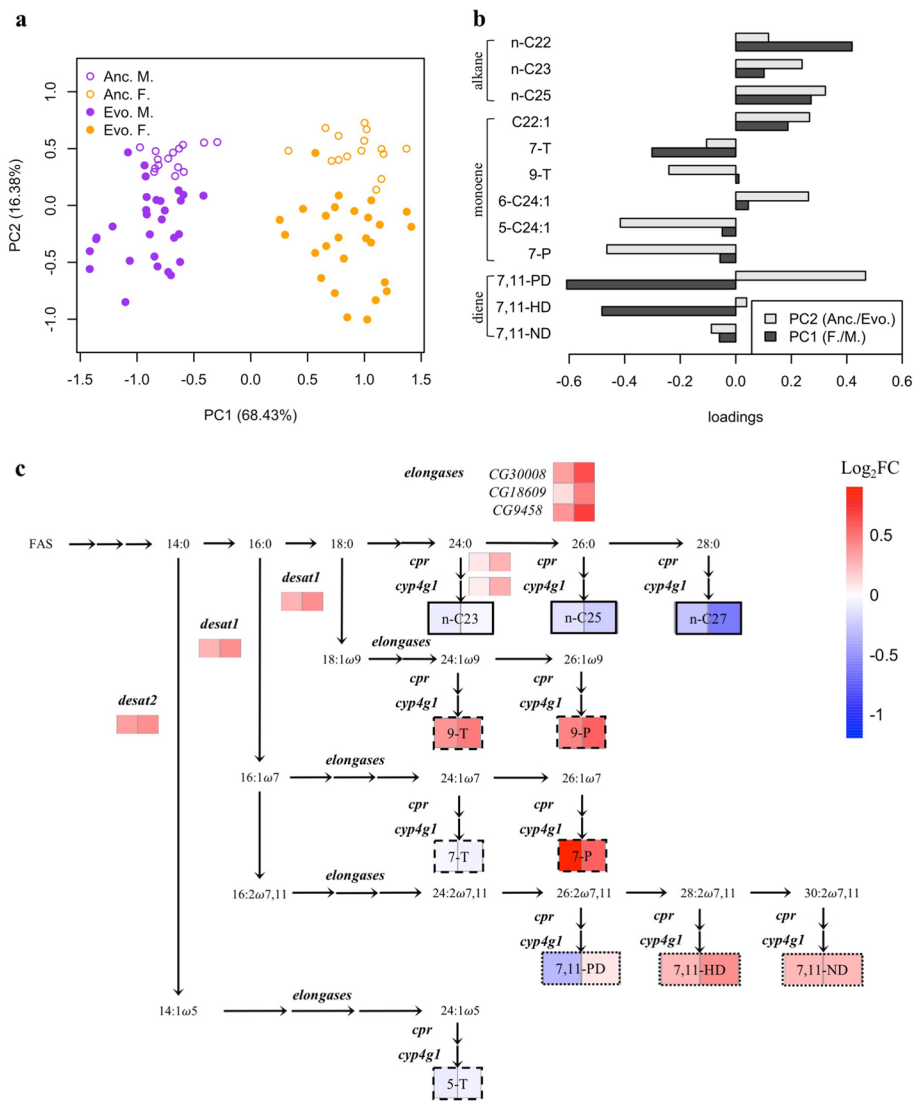 a
Anc. M.
Anc. F.
Evo. M.
Evo. F.
PC2 (16.38%)
1.0
0.5
0.0
-0.5
-1.0
-1.5 -1.0 -0.5 0.0 0.5 1.0 1.5
PC1 (68.43%)
b
alkane
n-C22
n-C23
n-C25
monoene
C22:1
7-T
9-T
6-C24:1
5-C24:1
7-P
diene
7,11-PD
7,11-HD
7,11-ND
PC2 (Anc./Evo.)
PC1 (F./M.)
-0.6 -0.4 -0.2 0.0 0.2 0.4 0.6
loadings
c
elongases
CG30008
CG18609
CG9458
Log2FC
0.5
0
-0.5
-1
FAS 14:0 16:0 18:0 24:0 26:0 28:0
cpr cpr cpr
cyp4g1 cyp4g1 cyp4g1
n-C23 n-C25 n-C27
desat1
desat1
desat2
elongases
18:1ω9 24:1ω9 26:1ω9
cpr cpr
cyp4g1 cyp4g1
9-T 9-P
elongases
16:1ω7 24:1ω7 26:1ω7
cpr cpr
cyp4g1 cyp4g1
7-T 7-P
elongases
16:2ω7,11 24:2ω7,11 26:2ω7,11 28:2ω7,11 30:2ω7,11
cpr cpr cpr
cyp4g1 cyp4g1 cyp4g1
7,11-PD 7,11-HD 7,11-ND
elongases
14:1ω5 24:1ω5
cpr
cyp4g1
5-T